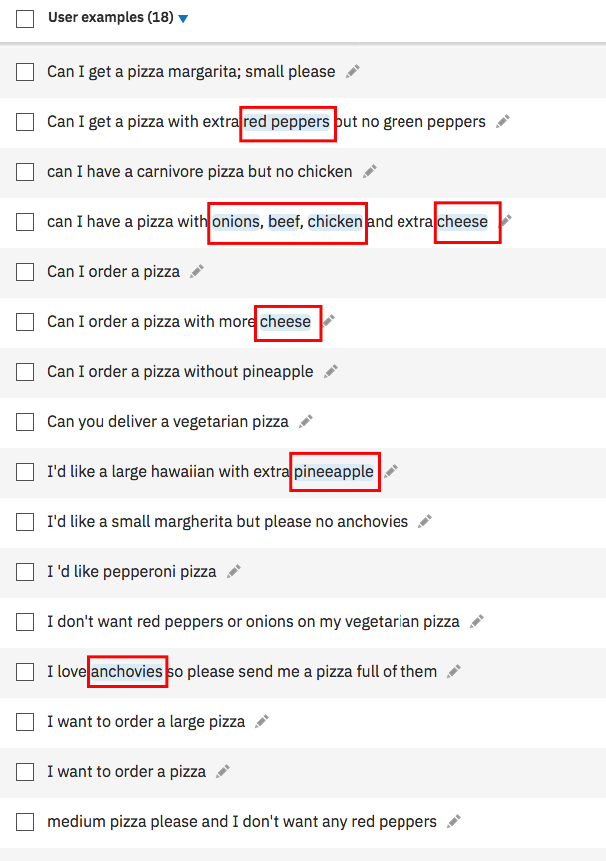 User examples (18)
Can I get a pizza margarita; small please
Can I get a pizza with extra red peppers but no green peppers
can I have a carnivore pizza but no chicken
can I have a pizza with onions, beef, chicken and extra cheese
Can I order a pizza
Can I order a pizza with more cheese
Can I order a pizza without pineapple
Can you deliver a vegetarian pizza
I'd like a large hawaiian with extra pineeapple
I'd like a small margherita but please no anchovies
I 'd like pepperoni pizza
I don't want red peppers or onions on my vegetarian pizza
I love anchovies so please send me a pizza full of them
I want to order a large pizza
I want to order a pizza
medium pizza please and I don't want any red peppers